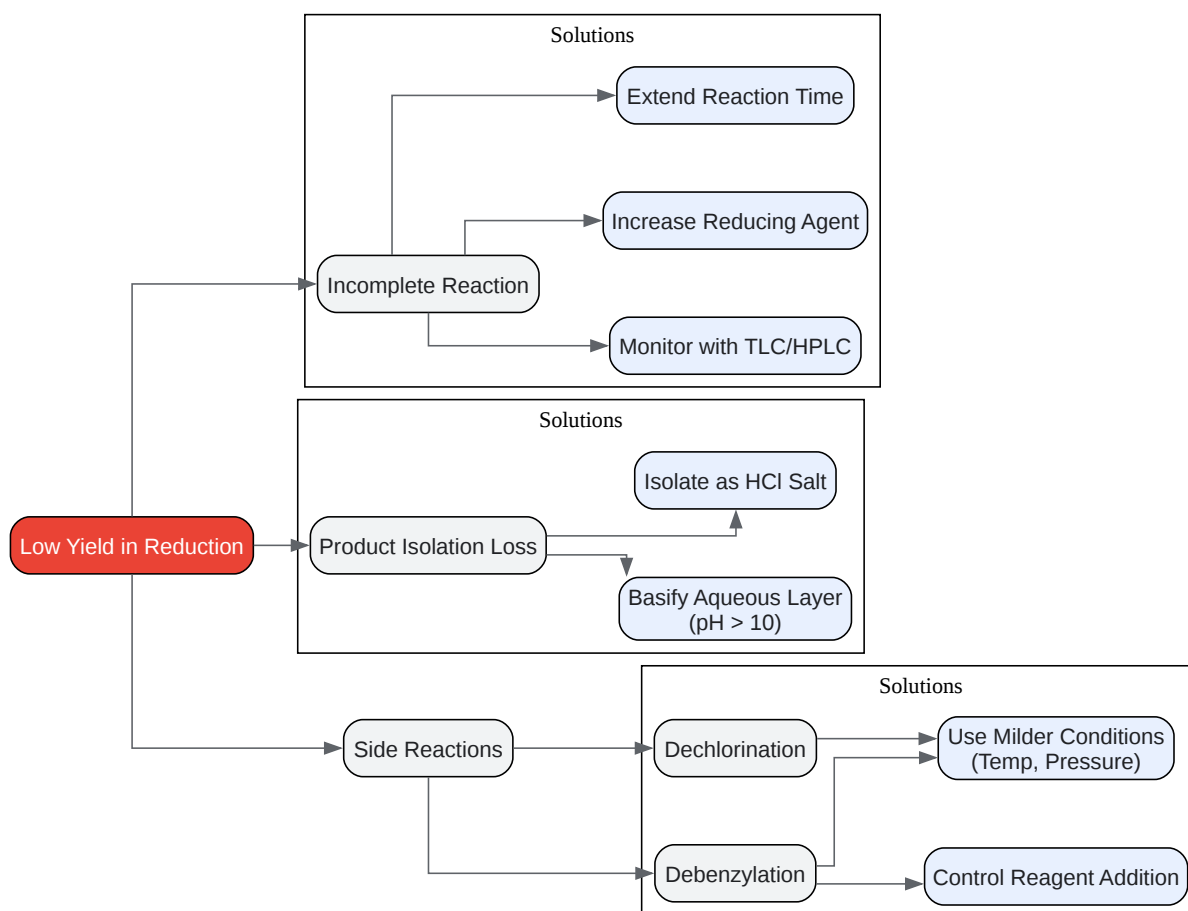 Solutions
Extend Reaction Time
Increase Reducing Agent
Incomplete Reaction
Monitor with TLC/HPLC
Solutions
Isolate as HCl Salt
Low Yield in Reduction
Product Isolation Loss
Basify Aqueous Layer
(pH > 10)
Solutions
Side Reactions
Dechlorination
Use Milder Conditions
(Temp, Pressure)
Debenzylation
Control Reagent Addition